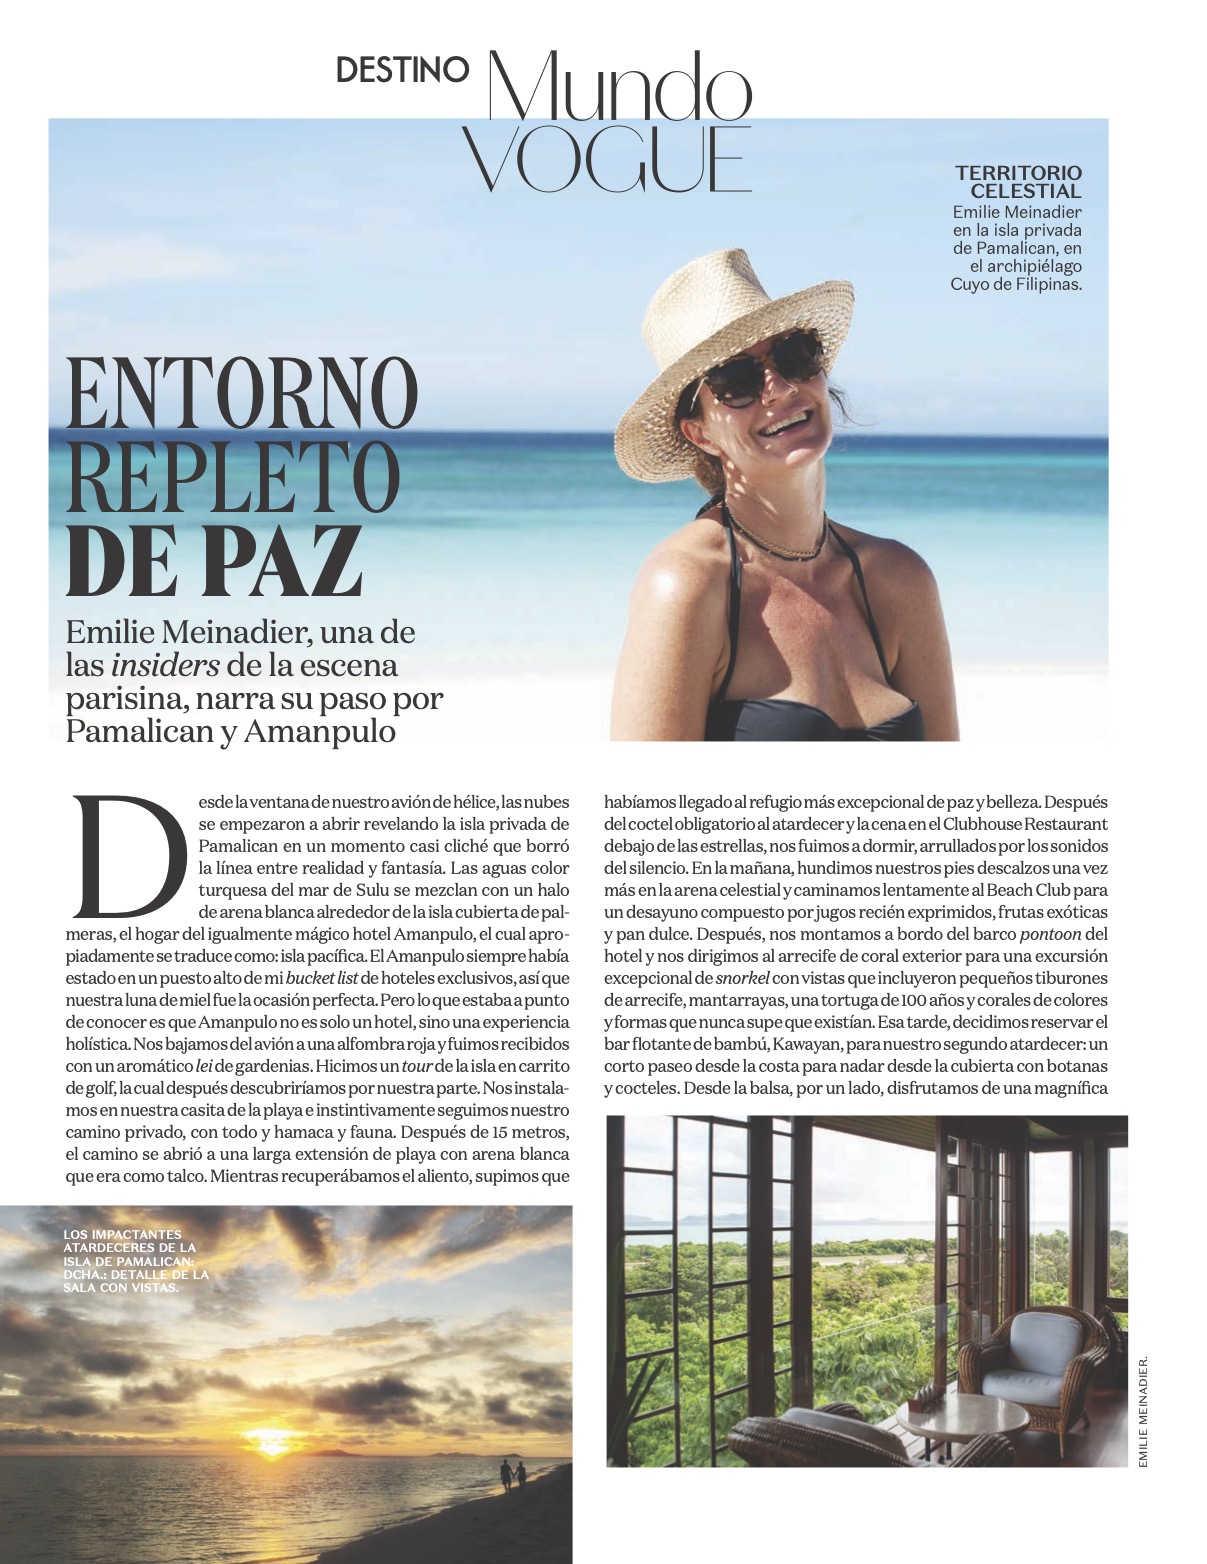 DESTINO Mundo
VOGUE
TERRITORIO
CELESTIAL
Emilie Meinadier
en la isla privada
de Pamalican, en
el archipiélago
Cuyo de Filipinas.
ENTORNO
REPLETO
DE PAZ
Emilie Meinadier, una de
las insiders de la escena
parisina, narra su paso por
Pamalican y Amanpulo
Desde la ventana de nuestro avión de hélice, las nubes
se empezaron a abrir revelando la isla privada de
Pamalican en un momento casi cliché que borró
la línea entre realidad y fantasía. Las aguas color
turquesa del mar de Sulu se mezclan con un halo
de arena blanca alrededor de la isla cubierta de pal-
meras, el hogar del igualmente mágico hotel Amanpulo, el cual apro-
piadamente se traduce como: isla pacífica. El Amanpulo siempre había
estado en un puesto alto de mi bucket list de hoteles exclusivos, así que
nuestra luna de miel fue la ocasión perfecta. Pero lo que estaba a punto
de conocer es que Amanpulo no es solo un hotel, sino una experiencia
holística. Nos bajamos del avión a una alfombra roja y fuimos recibidos
con un aromático lei de gardenias. Hicimos un tour de la isla en carrito
de golf, la cual después descubriríamos por nuestra parte. Nos instala-
mos en nuestra casita de la playa e instintivamente seguimos nuestro
camino privado, con todo y hamaca y fauna. Después de 15 metros,
el camino se abrió a una larga extensión de playa con arena blanca
que era como talco. Mientras recuperábamos el aliento, supimos que
habíamos llegado al refugio más excepcional de paz y belleza. Después
del coctel obligatorio al atardecer y la cena en el Clubhouse Restaurant
debajo de las estrellas, nos fuimos a dormir, arrullados por los sonidos
del silencio. En la mañana, hundimos nuestros pies descalzos una vez
más en la arena celestial y caminamos lentamente al Beach Club para
un desayuno compuesto por jugos recién exprimidos, frutas exóticas
y pan dulce. Después, nos montamos a bordo del barco pontoon del
hotel y nos dirigimos al arrecife de coral exterior para una excursión
excepcional de snorkel con vistas que incluyeron pequeños tiburones
de arrecife, mantarrayas, una tortuga de 100 años y corales de colores
y formas que nunca supe que existían. Esa tarde, decidimos reservar el
bar flotante de bambú, Kawayan, para nuestro segundo atardecer: un
corto paseo desde la costa para nadar desde la cubierta con botanas
y cocteles. Desde la balsa, por un lado, disfrutamos de una magnífica
LOS IMPACTANTES
ATARDECERES DE LA
ISLA DE PAMALICAN;
DCHA.: DETALLE DE LA
SALA CON VISTAS.
EMILIE MEINADIER.